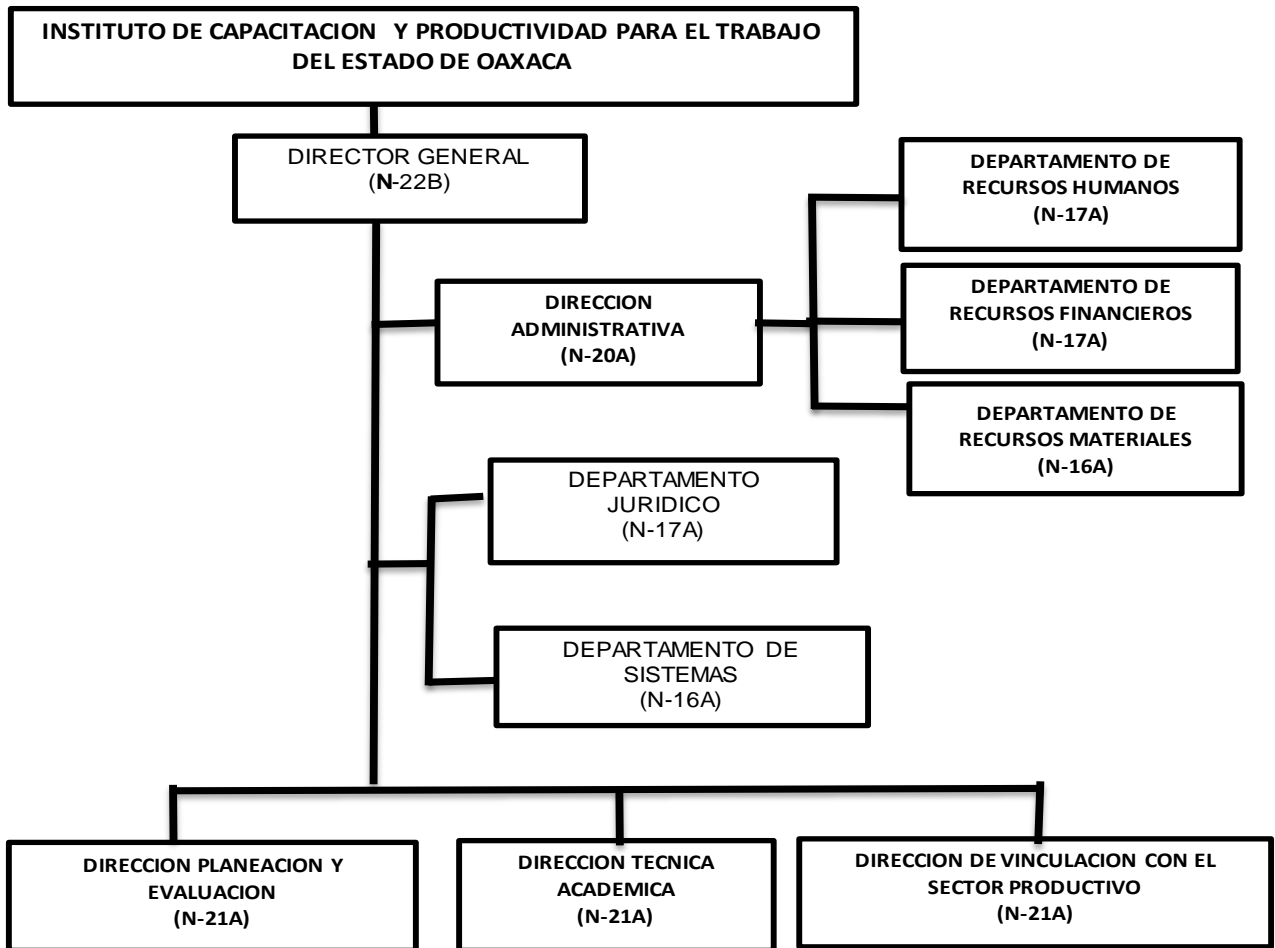 INSTITUTO DE CAPACITACION Y PRODUCTIVIDAD PARA EL TRABAJO
DEL ESTADO DE OAXACA
DIRECTOR GENERAL
(N-22B)
DEPARTAMENTO DE
RECURSOS HUMANOS
(N-17A)
DIRECCION
ADMINISTRATIVA
(N-20A)
DEPARTAMENTO DE
RECURSOS FINANCIEROS
(N-17A)
DEPARTAMENTO DE
RECURSOS MATERIALES
(N-16A)
DEPARTAMENTO
JURIDICO
(N-17A)
DEPARTAMENTO DE
SISTEMAS
(N-16A)
DIRECCION PLANEACION Y
EVALUACION
(N-21A)
DIRECCION TECNICA
ACADEMICA
(N-21A)
DIRECCION DE VINCULACION CON EL
SECTOR PRODUCTIVO
(N-21A)